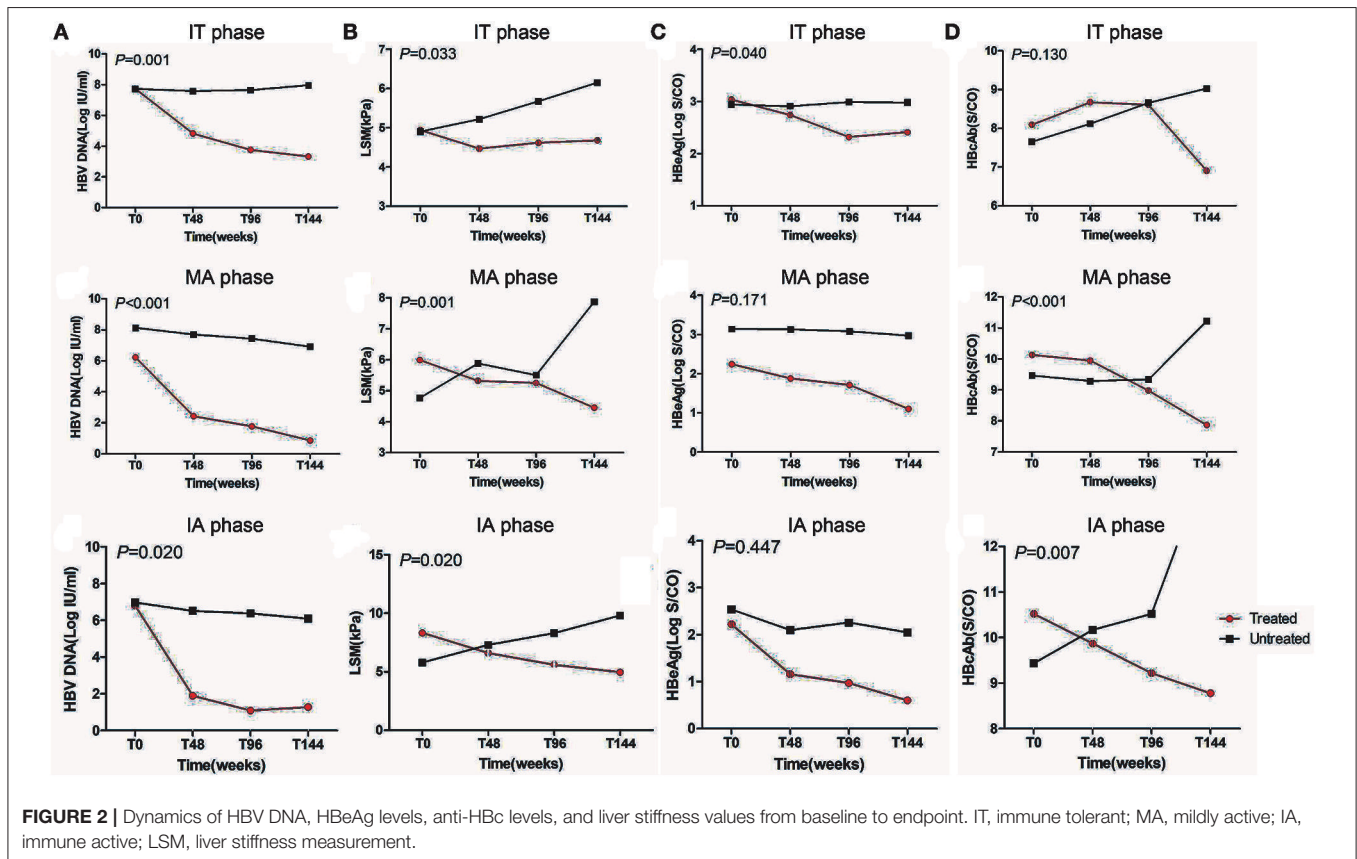 A
IT phase
P=0.001
HBV DNA(Log IU/ml)
10
8
6
4
2
0
T0 T48 T96 T144
Time(weeks)
B
IT phase
P=0.033
LSM(kPa)
7
6
5
4
3
T0 T48 T96 T144
Time(weeks)
C
IT phase
P=0.040
HBeAg(Log S/CO)
4
3
2
1
T0 T48 T96 T144
Time(weeks)
D
IT phase
P=0.130
HBcAb(S/CO)
10
9
8
7
6
T0 T48 T96 T144
Time(weeks)
MA phase
P<0.001
HBV DNA(Log IU/ml)
10
8
6
4
2
0
T0 T48 T96 T144
Time(weeks)
MA phase
P=0.001
LSM(kPa)
8
7
6
5
4
3
T0 T48 T96 T144
Time(weeks)
MA phase
P=0.171
HBeAg(Log S/CO)
4
3
2
1
0
T0 T48 T96 T144
Time(weeks)
MA phase
P<0.001
HBcAb(S/CO)
12
11
10
9
8
7
T0 T48 T96 T144
Time(weeks)
IA phase
P=0.020
HBV DNA(Log IU/ml)
10
8
6
4
2
0
T0 T48 T96 T144
Time(weeks)
IA phase
P=0.020
LSM(kPa)
15
10
5
0
T0 T48 T96 T144
Time(weeks)
IA phase
P=0.447
HBeAg(Log S/CO)
4
3
2
1
0
T0 T48 T96 T144
Time(weeks)
IA phase
P=0.007
HBcAb(S/CO)
12
11
10
9
8
T0 T48 T96 T144
Time(weeks)
Treated
Untreated
FIGURE 2 | Dynamics of HBV DNA, HBeAg levels, anti-HBc levels, and liver stiffness values from baseline to endpoint. IT, immune tolerant; MA, mildly active; IA,
immune active; LSM, liver stiffness measurement.